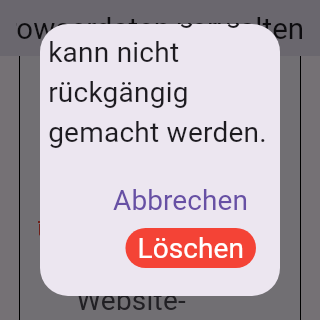 kann nicht
rückgängig
gemacht werden.
Abbrechen
Löschen
Website-